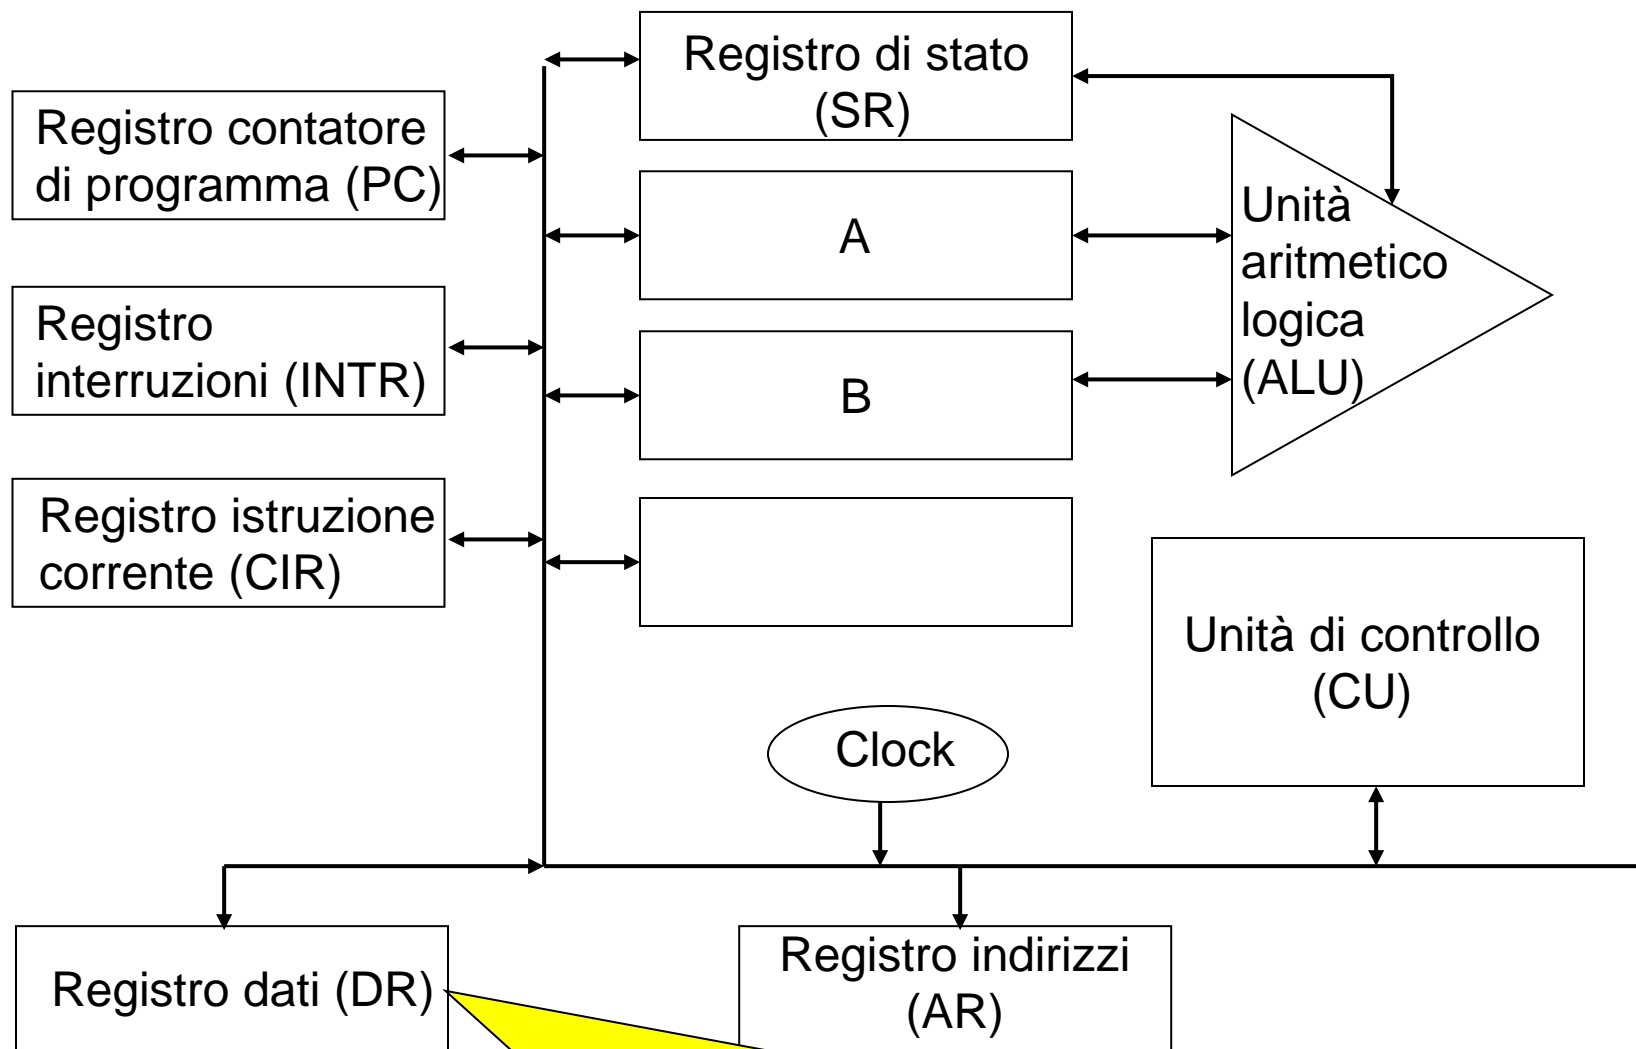 Registro di stato
(SR)
Registro contatore
di programma (PC)
A
Unità
aritmetico
logica
(ALU)
Registro
interruzioni (INTR)
B
Registro istruzione
corrente (CIR)
Unità di controllo
(CU)
Clock
Registro dati (DR)
Registro indirizzi
(AR)